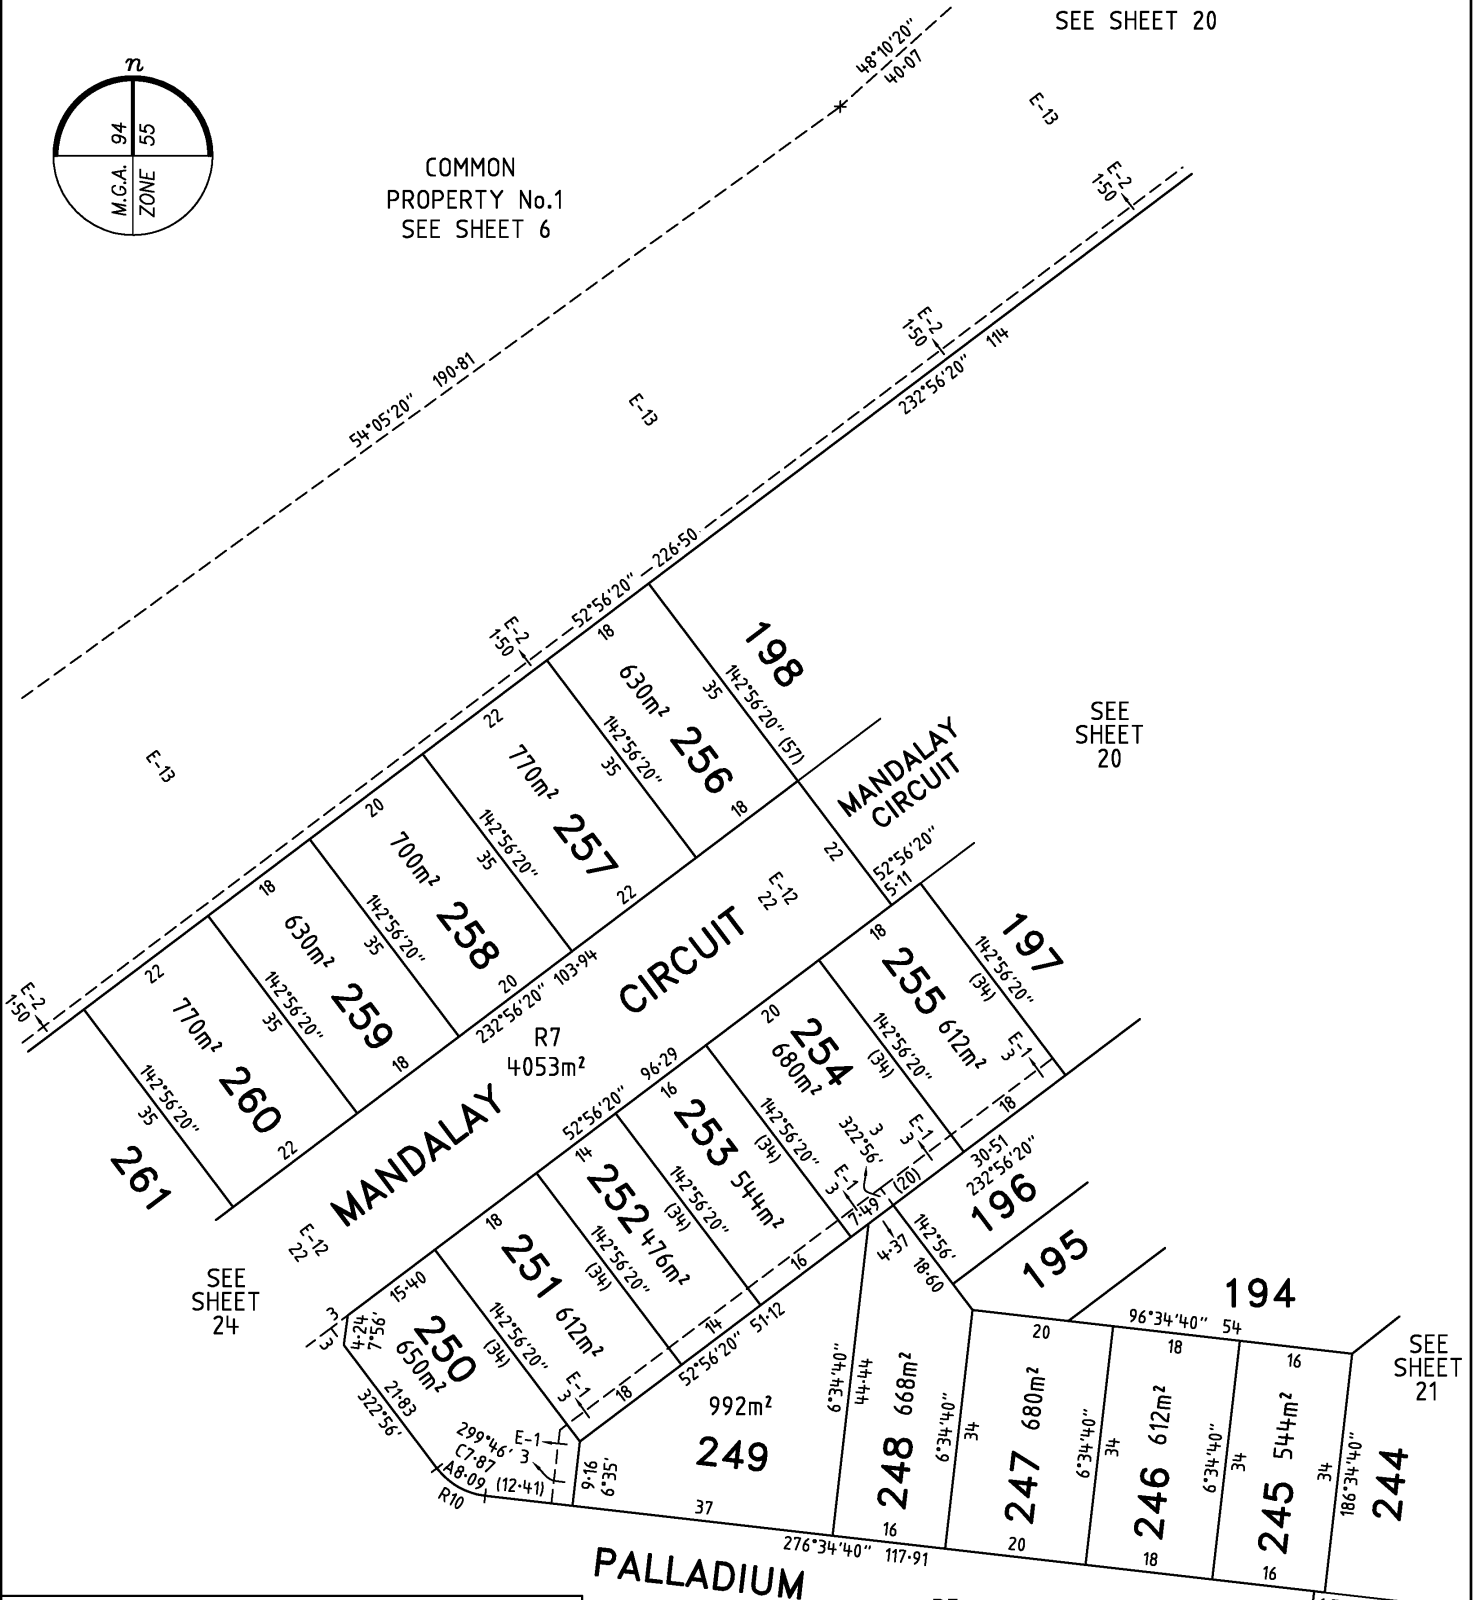 SEE SHEET 20
n
M.G.A. 94
ZONE 55
COMMON
PROPERTY No.1
SEE SHEET 6
48°10'20"
40·07
E-13
E-2
1·50
54°05'20" 190·81
E-13
E-2
1·50
232°56'20" 114
52°56'20" 226·50
E-2
1·50
E-13
E-2
1·50
198
142°56'20" (57)
35
18
630m²
256
18
142°56'20"
35
22
770m²
257
22
142°56'20"
35
20
700m²
258
20
142°56'20"
35
18
630m²
259
18
142°56'20"
35
22
770m²
260
22
142°56'20"
35
261
232°56'20" 103·94
SEE
SHEET
20
MANDALAY
CIRCUIT
22
52°56'20"
5·11
E-12
22
MANDALAY CIRCUIT
R7
4053m²
E-12
22
52°56'20" 96·29
197
142°56'20"
(34)
18
255
612m²
E-1
3
18
142°56'20"
(34)
20
254
680m²
3
322°56'
E-1
3
(20)
30·51
232°56'20"
142°56'20"
(34)
16
253
544m²
E-1
3
7·49
16
142°56'20"
(34)
14
252
476m²
14
142°56'20"
(34)
18
251
612m²
18
E-1
3
142°56'20"
(34)
15·40
250
650m²
3
3
4·24
7°56'
21·83
322°56'
299°46'
C7·87
A8·09
R10
(12·41)
E-1
3
9·16
6°35'
SEE
SHEET
24
52°56'20" 51·12
992m²
249
37
196
195
194
142°56'
18·60
4·37
6°34'40"
44·44
248 668m²
16
6°34'40"
34
96°34'40" 54
20
247 680m²
20
6°34'40"
34
18
246 612m²
18
6°34'40"
34
16
245 544m²
16
34
186°34'40"
244
SEE
SHEET
21
276°34'40" 117·91
PALLADIUM